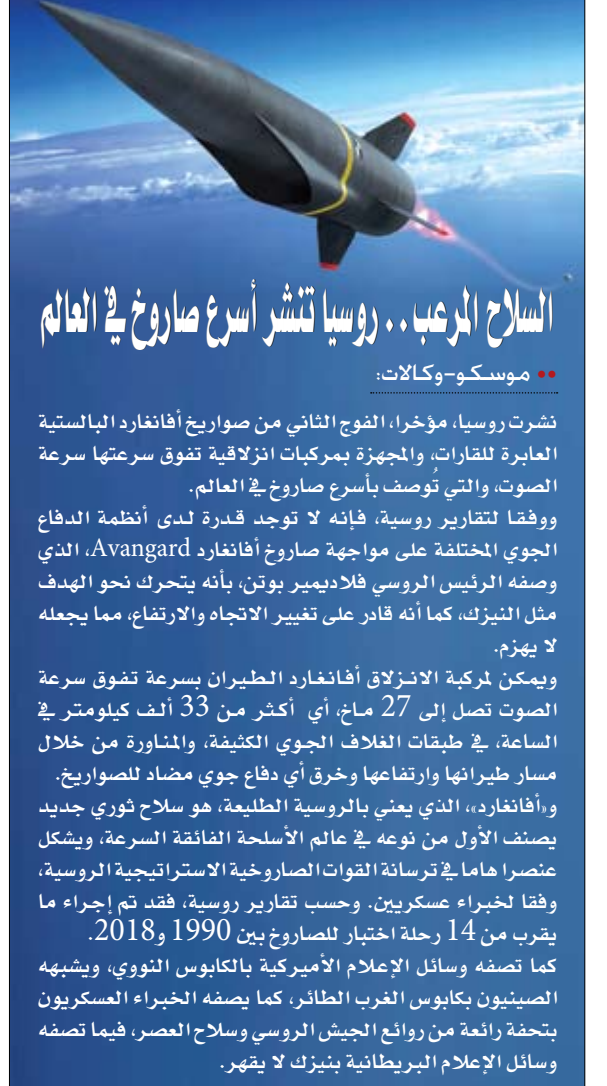 السلاح المرعب .. روسيا تنشر أسرع صاروخ في العالم
•• موسكو-وكالات:
نشرت روسيا، مؤخرا، الفوج الثاني من صواريخ أفانغارد البالستية
العابرة للقارات، والمجهزة بمركبات انزلاقية تفوق سرعتها سرعة
الصوت، والتي تُوصف بأسرع صاروخ في العالم.
ووفقا لتقارير روسية، فإنه لا توجد قدرة لدى أنظمة الدفاع
الجوي المختلفة على مواجهة صاروخ أفانغارد Avangard، الذي
وصفه الرئيس الروسي فلاديمير بوتن، بأنه يتحرك نحو الهدف
مثل النيزك، كما أنه قادر على تغيير الاتجاه والارتفاع، مما يجعله
لا يهزم.
ويمكن لمركبة الانزلاق أفانغارد الطيران بسرعة تفوق سرعة
الصوت تصل إلى 27 ماخ، أي أكثر من 33 ألف كيلومتر في
الساعة، في طبقات الغلاف الجوي الكثيفة، والمناورة من خلال
مسار طيرانها وارتفاعها وخرق أي دفاع جوي مضاد للصواريخ.
و«أفانغارد»، الذي يعني بالروسية الطليعة، هو سلاح ثوري جديد
يصنف الأول من نوعه في عالم الأسلحة الفائقة السرعة، ويشكل
عنصرا هاما في ترسانة القوات الصاروخية الاستراتيجية الروسية،
وفقا لخبراء عسكريين. وحسب تقارير روسية، فقد تم إجراء ما
يقرب من 14 رحلة اختبار للصاروخ بين 1990 و2018.
كما تصفه وسائل الإعلام الأميركية بالكابوس النووي، ويشبهه
الصينيون بكابوس الغرب الطائر، كما يصفه الخبراء العسكريون
بتحفة رائعة من روائع الجيش الروسي وسلاح العصر، فيما تصفه
وسائل الإعلام البريطانية بنيزك لا يقهر.